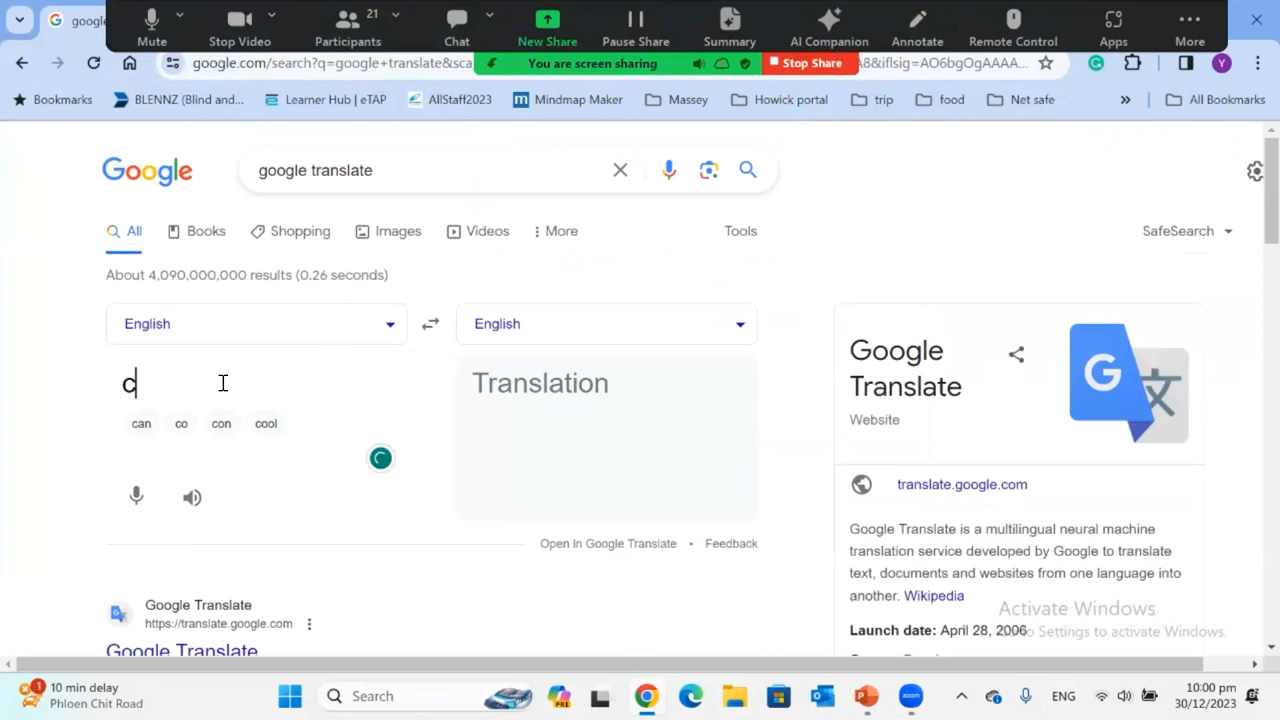 Mute
Stop Video
Participants
21
Chat
New Share
Pause Share
Summary
AI Companion
Annotate
Remote Control
Apps
More
google
google.com/search?q=google+translate&sca
You are screen sharing
Stop Share
A8&iflsig=AO6bgOgAAAA...
Y
Bookmarks
BLENNZ (Blind and...
Learner Hub | eTAP
AllStaff2023
Mindmap Maker
Massey
Howick portal
trip
food
Net safe
»
All Bookmarks
Google
google translate
All
Books
Shopping
Images
Videos
More
Tools
SafeSearch
About 4,090,000,000 results (0.26 seconds)
English
English
c
Translation
can
co
con
cool
Open in Google Translate • Feedback
Google
Translate
Website
translate.google.com
Google Translate is a multilingual neural machine
translation service developed by Google to translate
text, documents and websites from one language into
another. Wikipedia
Launch date: April 28, 2006
Activate Windows
to Settings to activate Windows.
Google Translate
https://translate.google.com
Google Translate
1
10 min delay
Phloen Chit Road
Search
PRE
zoom
ENG
10:00 pm
30/12/2023